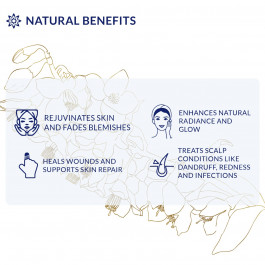 NATURAL BENEFITS
REJUVINATES SKIN
AND FADES BLEMISHES
ENHANCES NATURAL
RADIANCE AND
GLOW
HEALS WOUNDS AND
SUPPORTS SKIN REPAIR
TREATS SCALP
CONDITIONS LIKE
DANDRUFF, REDNESS
AND INFECTIONS